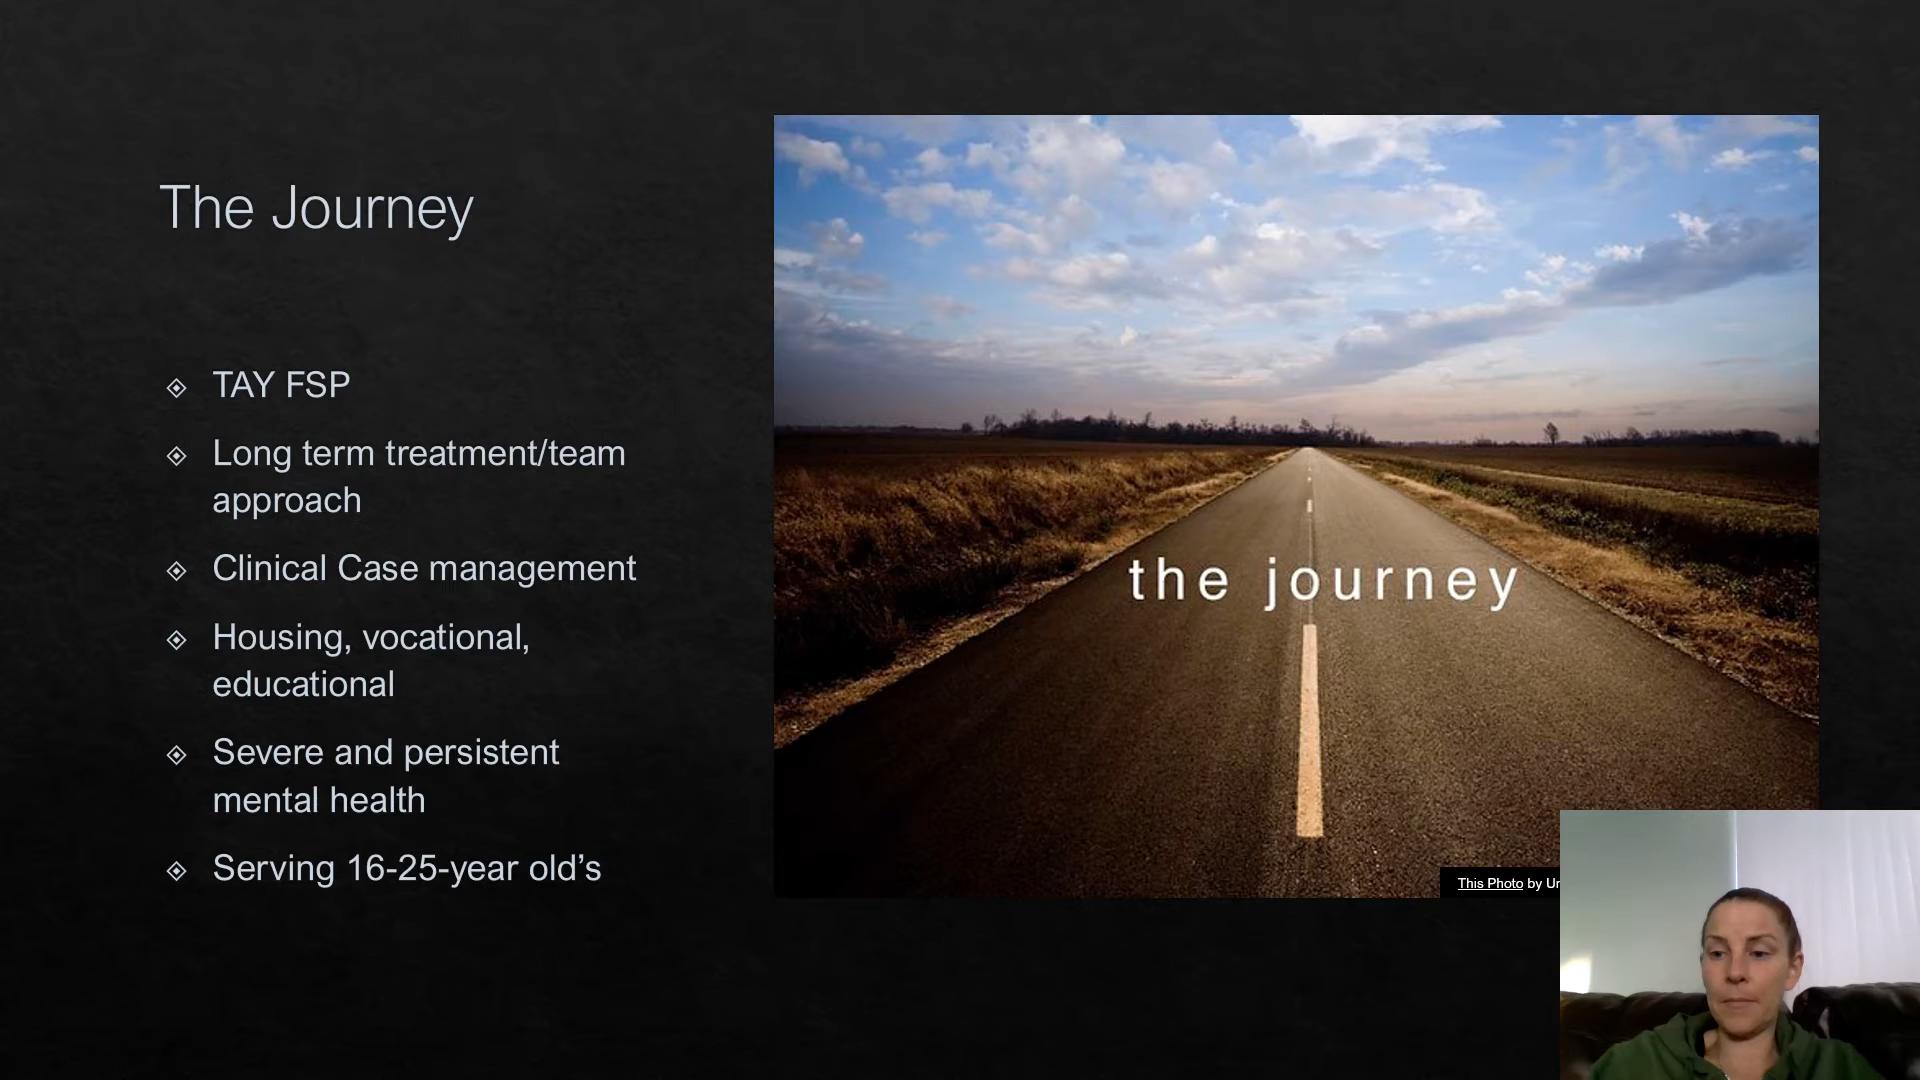 The Journey
TAY FSP
Long term treatment/team
approach
Clinical Case management
Housing, vocational,
educational
Severe and persistent
mental health
Serving 16-25-year old’s
the journey
This Photo by